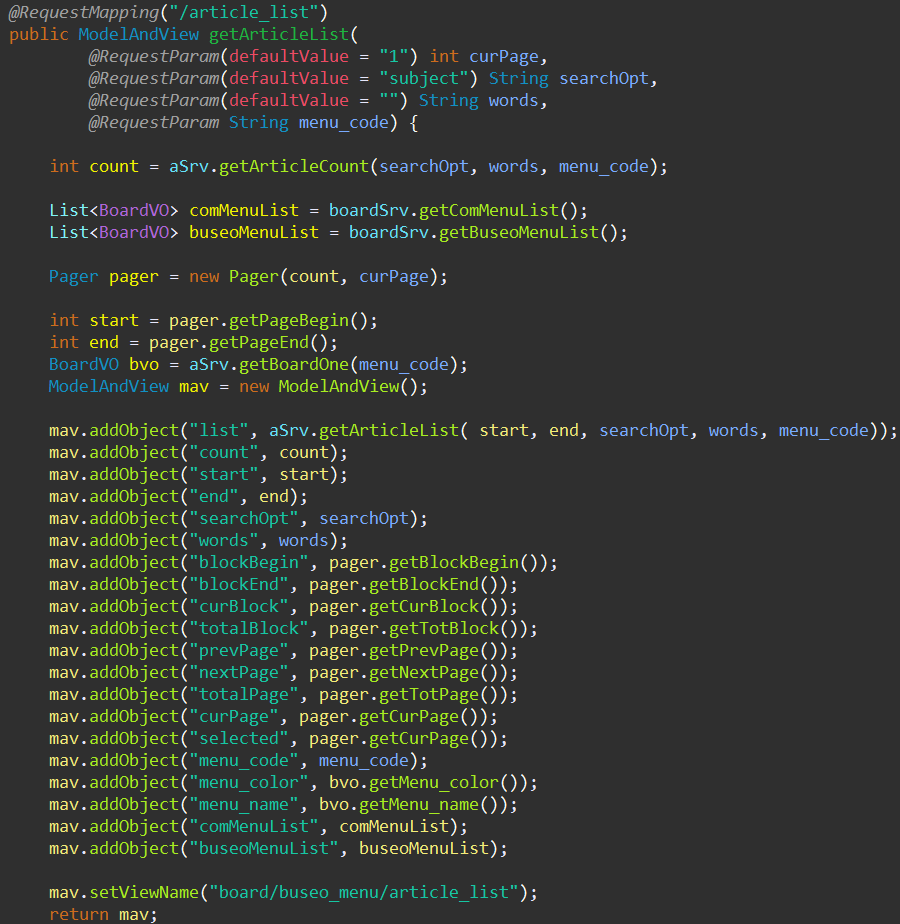 @RequestMapping("/article_list")
public ModelAndView getArticleList(
@RequestParam(defaultValue = "1") int curPage,
@RequestParam(defaultValue = "subject") String searchOpt,
@RequestParam(defaultValue = "") String words,
@RequestParam String menu_code) {
int count = aSrv.getArticleCount(searchOpt, words, menu_code);
List<BoardVO> comMenuList = boardSrv.getComMenuList();
List<BoardVO> buseoMenuList = boardSrv.getBuseoMenuList();
Pager pager = new Pager(count, curPage);
int start = pager.getPageBegin();
int end = pager.getPageEnd();
BoardVO bvo = aSrv.getBoardOne(menu_code);
ModelAndView mav = new ModelAndView();
mav.addObject("list", aSrv.getArticleList( start, end, searchOpt, words, menu_code));
mav.addObject("count", count);
mav.addObject("start", start);
mav.addObject("end", end);
mav.addObject("searchOpt", searchOpt);
mav.addObject("words", words);
mav.addObject("blockBegin", pager.getBlockBegin());
mav.addObject("blockEnd", pager.getBlockEnd());
mav.addObject("curBlock", pager.getCurBlock());
mav.addObject("totalBlock", pager.getTotBlock());
mav.addObject("prevPage", pager.getPrevPage());
mav.addObject("nextPage", pager.getNextPage());
mav.addObject("totalPage", pager.getTotPage());
mav.addObject("curPage", pager.getCurPage());
mav.addObject("selected", pager.getCurPage());
mav.addObject("menu_code", menu_code);
mav.addObject("menu_color", bvo.getMenu_color());
mav.addObject("menu_name", bvo.getMenu_name());
mav.addObject("comMenuList", comMenuList);
mav.addObject("buseoMenuList", buseoMenuList);
mav.setViewName("board/buseo_menu/article_list");
return mav;